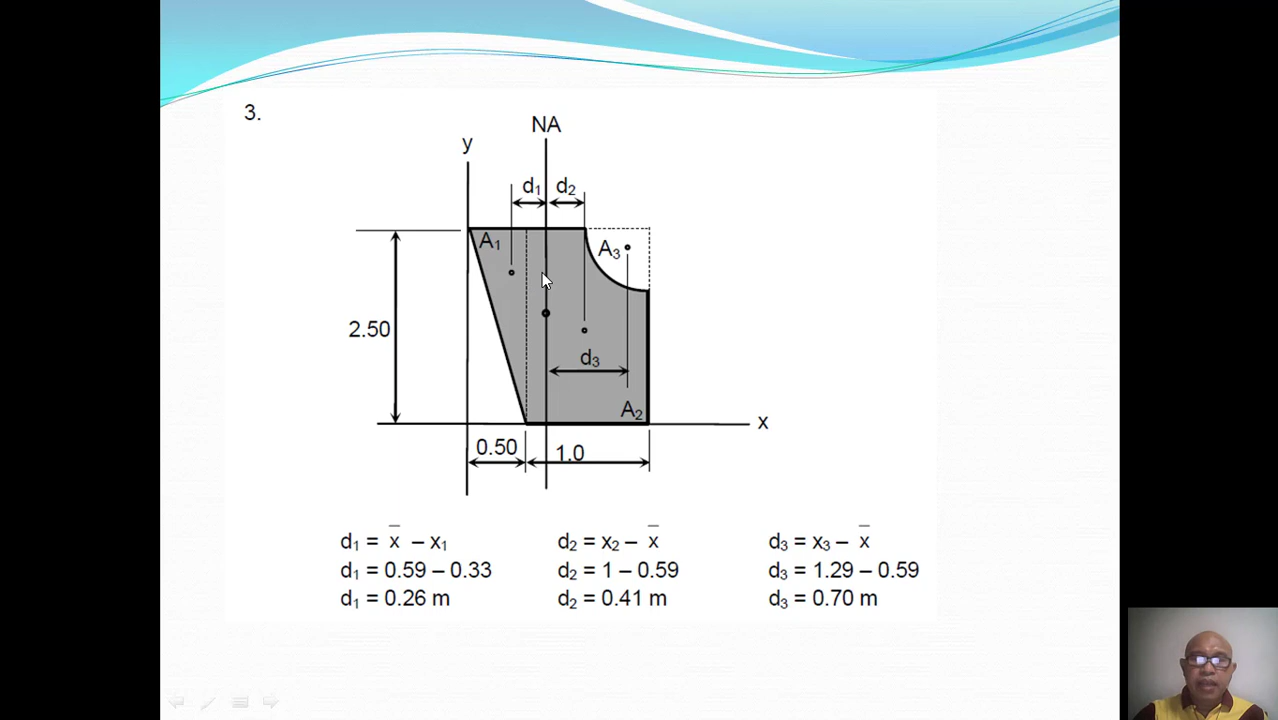 3.
NA
y
d₁ d₂
A₁ A₃
2.50
d₃
A₂
x
0.50 1.0
d₁ = x̄ – x₁ d₂ = x₂ – x̄ d₃ = x₃ – x̄
d₁ = 0.59 – 0.33 d₂ = 1 – 0.59 d₃ = 1.29 – 0.59
d₁ = 0.26 m d₂ = 0.41 m d₃ = 0.70 m